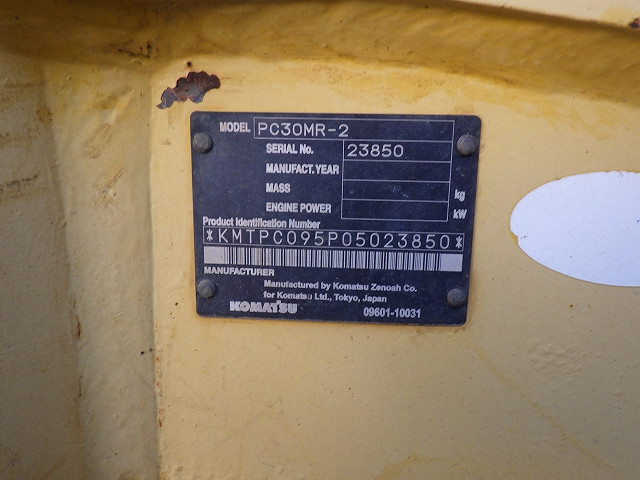 MODEL PC30MR-2
SERIAL No. 23850
MANUFACT.YEAR
MASS kg
ENGINE POWER kW
Product Identification Number
*KMTPC095P05023850*
MANUFACTURER
Manufactured by Komatsu Zenoah Co.
for Komatsu Ltd., Tokyo, Japan
KOMATSU 09601-10031